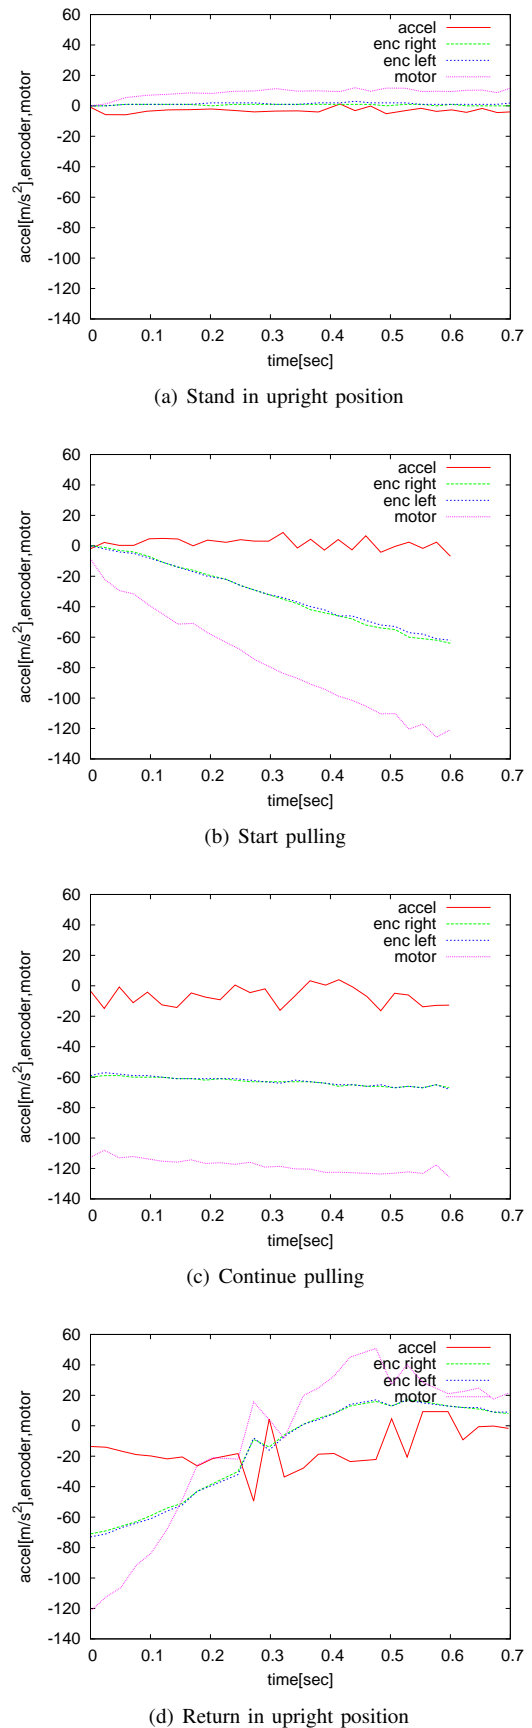 60
40
20
0
-20
-40
-60
-80
-100
-120
-140
accel[m/s²],encoder,motor
accel
enc right
enc left
motor
0 0.1 0.2 0.3 0.4 0.5 0.6 0.7
time[sec]
(a) Stand in upright position
60
40
20
0
-20
-40
-60
-80
-100
-120
-140
accel[m/s²],encoder,motor
accel
enc right
enc left
motor
0 0.1 0.2 0.3 0.4 0.5 0.6 0.7
time[sec]
(b) Start pulling
60
40
20
0
-20
-40
-60
-80
-100
-120
-140
accel[m/s²],encoder,motor
accel
enc right
enc left
motor
0 0.1 0.2 0.3 0.4 0.5 0.6 0.7
time[sec]
(c) Continue pulling
60
40
20
0
-20
-40
-60
-80
-100
-120
-140
accel[m/s²],encoder,motor
accel
enc right
enc left
motor
0 0.1 0.2 0.3 0.4 0.5 0.6 0.7
time[sec]
(d) Return in upright position